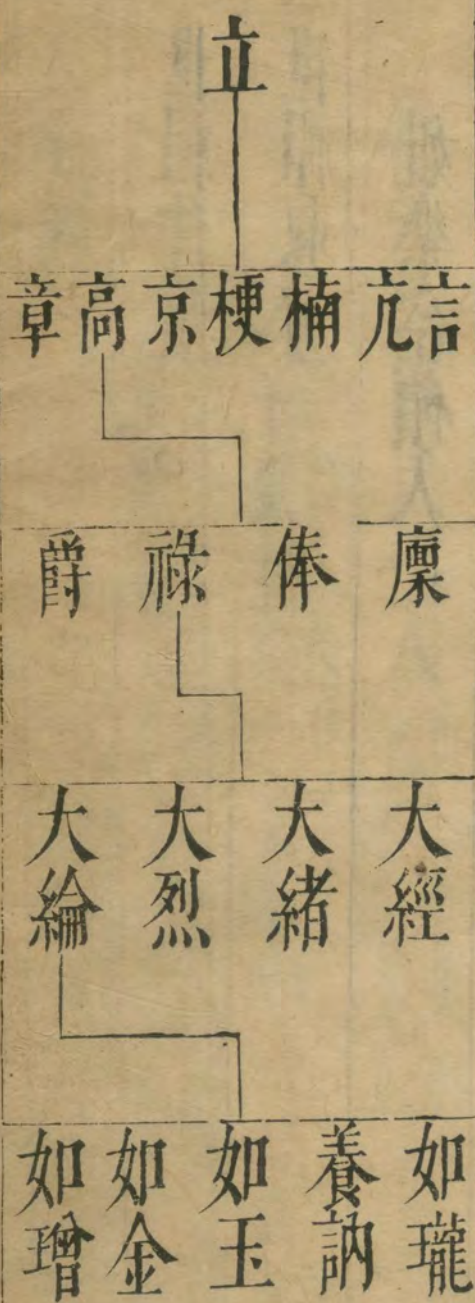 立
言 亢 楠 梗 京 高 章
廩 俸 祿 爵
大經 大緒 大烈 大綸
如瓏 養訥 如玉 如金 如璔